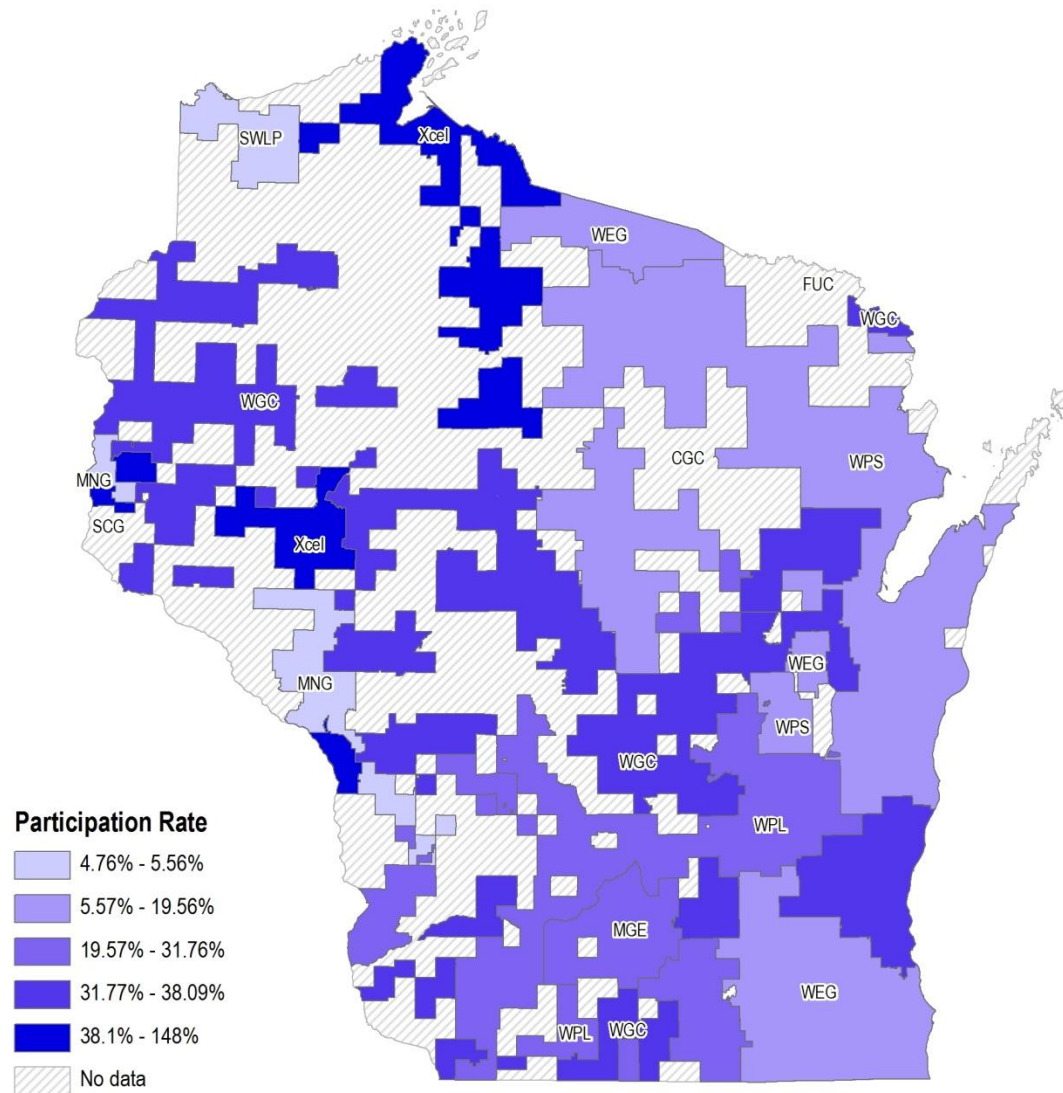 SWLP
Xcel
WEG
FUC
WGC
WGC
MNG
CGC
WPS
SCG
Xcel
WEG
MNG
WPS
WGC
WPL
MGE
WEG
WPL
WGC
Participation Rate
4.76% - 5.56%
5.57% - 19.56%
19.57% - 31.76%
31.77% - 38.09%
38.1% - 148%
No data